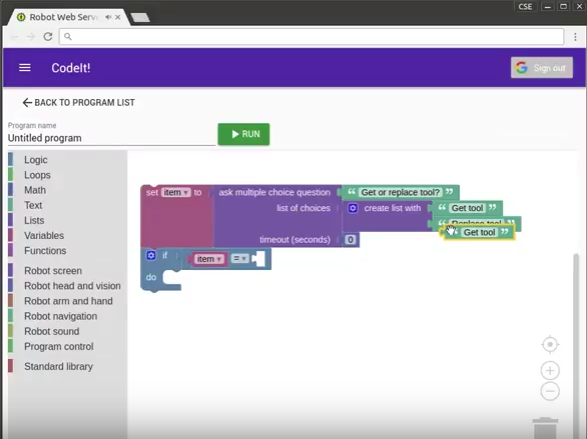 CSE
Robot Web Serv
CodeIt!
Sign out
BACK TO PROGRAM LIST
Program name
Untitled program
RUN
Logic
Loops
Math
Text
Lists
Variables
Functions
Robot screen
Robot head and vision
Robot arm and hand
Robot navigation
Robot sound
Program control
Standard library
set item to ask multiple choice question “ Get or replace tool? ”
list of choices create list with “ Get tool ”
“ Replace tool ”
“ Get tool ”
timeout (seconds) 0
if item =
do